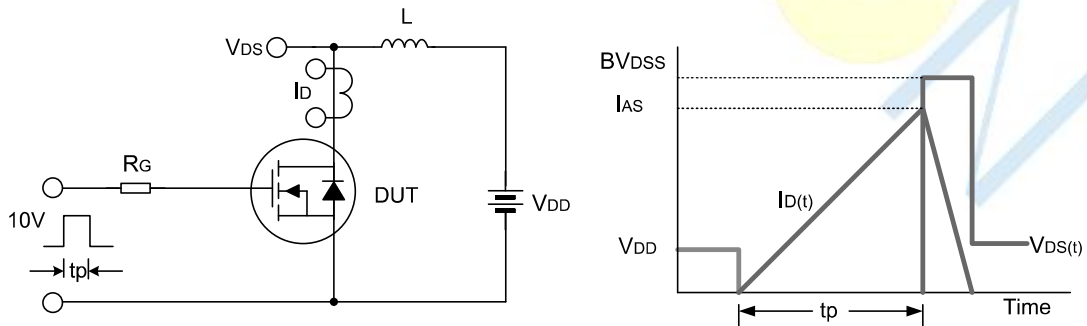 L
VDS
ID
RG
DUT
VDD
10V
tp
BVDSS
IAS
ID(t)
VDD
VDS(t)
tp
Time